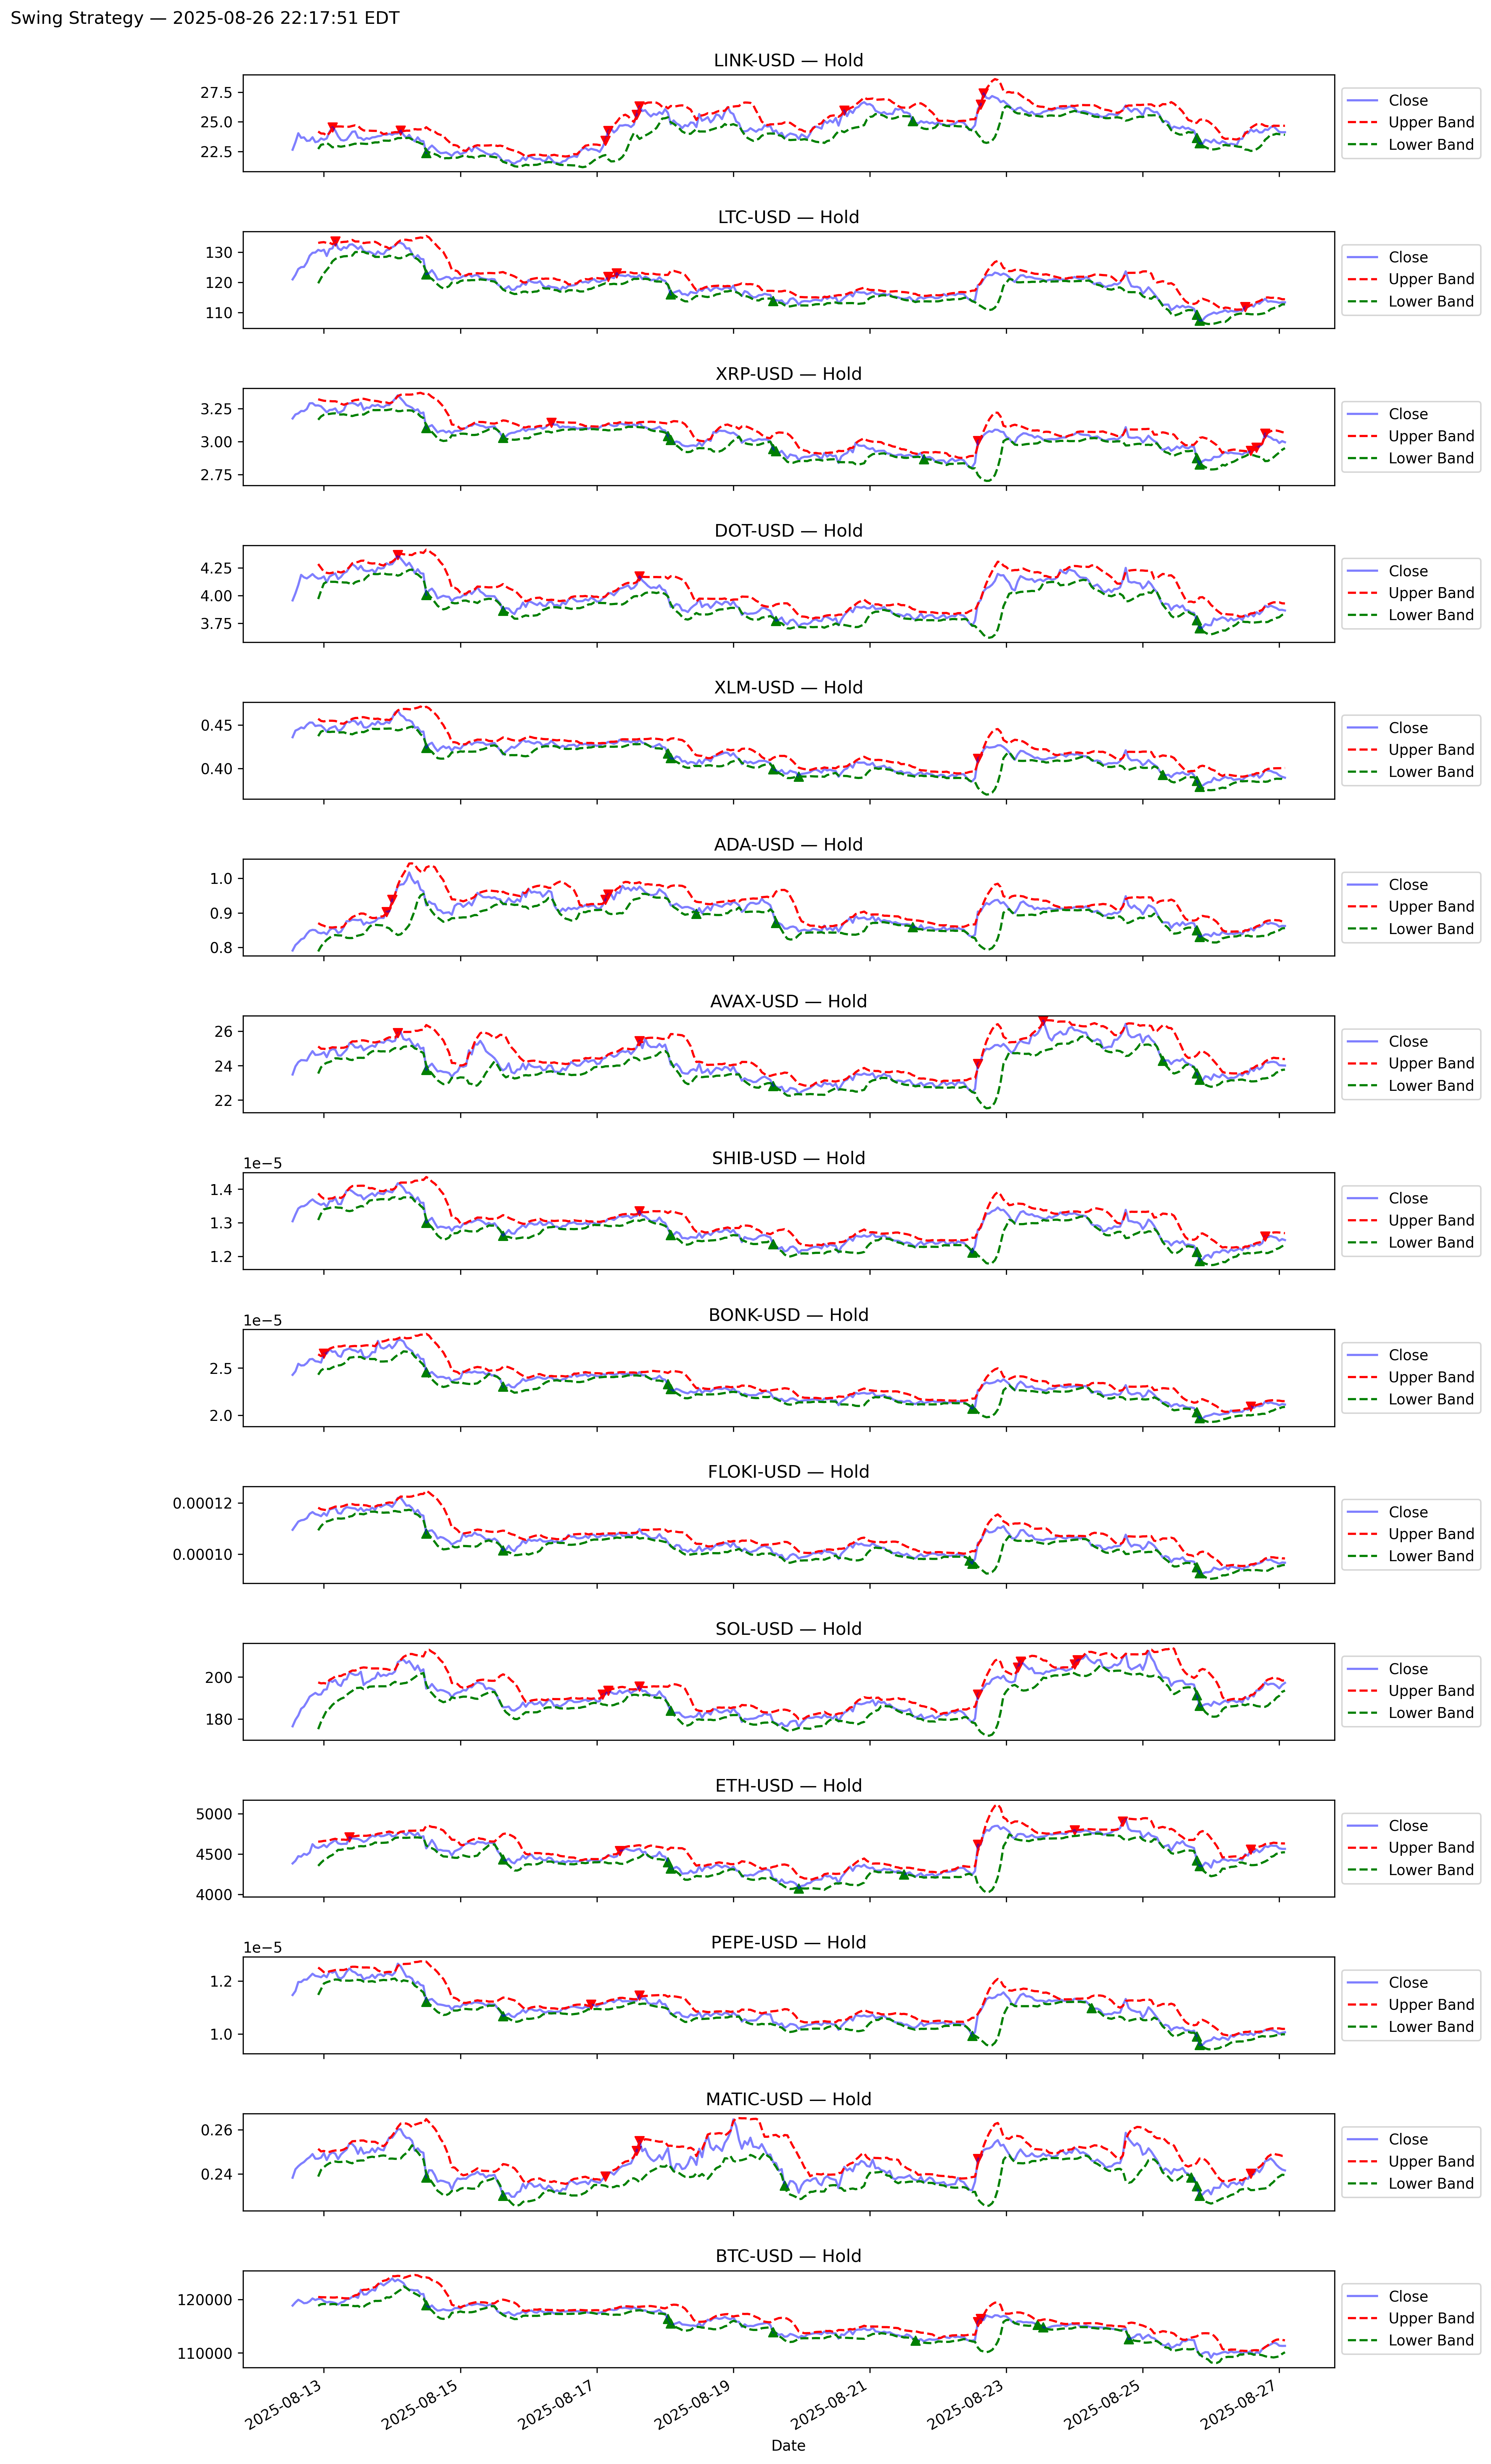 Swing Strategy — 2025-08-26 22:17:51 EDT
LINK-USD — Hold
27.5
25.0
22.5
Close
Upper Band
Lower Band
LTC-USD — Hold
130
120
110
Close
Upper Band
Lower Band
XRP-USD — Hold
3.25
3.00
2.75
Close
Upper Band
Lower Band
DOT-USD — Hold
4.25
4.00
3.75
Close
Upper Band
Lower Band
XLM-USD — Hold
0.45
0.40
Close
Upper Band
Lower Band
ADA-USD — Hold
1.0
0.9
0.8
Close
Upper Band
Lower Band
AVAX-USD — Hold
26
24
22
Close
Upper Band
Lower Band
SHIB-USD — Hold
1e−5
1.4
1.3
1.2
Close
Upper Band
Lower Band
BONK-USD — Hold
1e−5
2.5
2.0
Close
Upper Band
Lower Band
FLOKI-USD — Hold
0.00012
0.00010
Close
Upper Band
Lower Band
SOL-USD — Hold
200
180
Close
Upper Band
Lower Band
ETH-USD — Hold
5000
4500
4000
Close
Upper Band
Lower Band
PEPE-USD — Hold
1e−5
1.2
1.0
Close
Upper Band
Lower Band
MATIC-USD — Hold
0.26
0.24
Close
Upper Band
Lower Band
BTC-USD — Hold
120000
110000
Close
Upper Band
Lower Band
2025-08-13
2025-08-15
2025-08-17
2025-08-19
2025-08-21
2025-08-23
2025-08-25
2025-08-27
Date